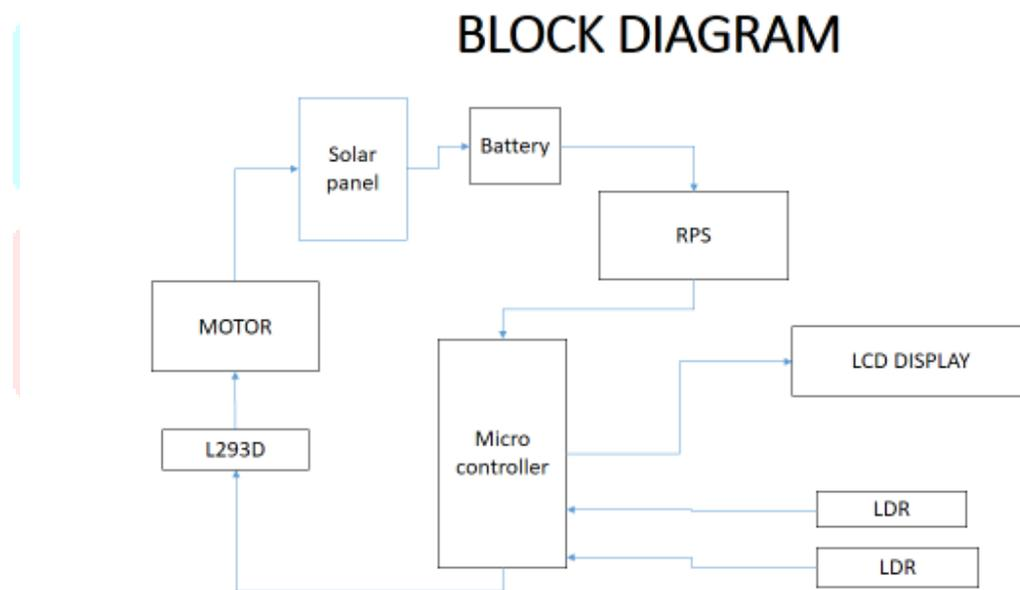 BLOCK DIAGRAM
Solar
panel
Battery
RPS
MOTOR
LCD DISPLAY
L293D
Micro
controller
LDR
LDR